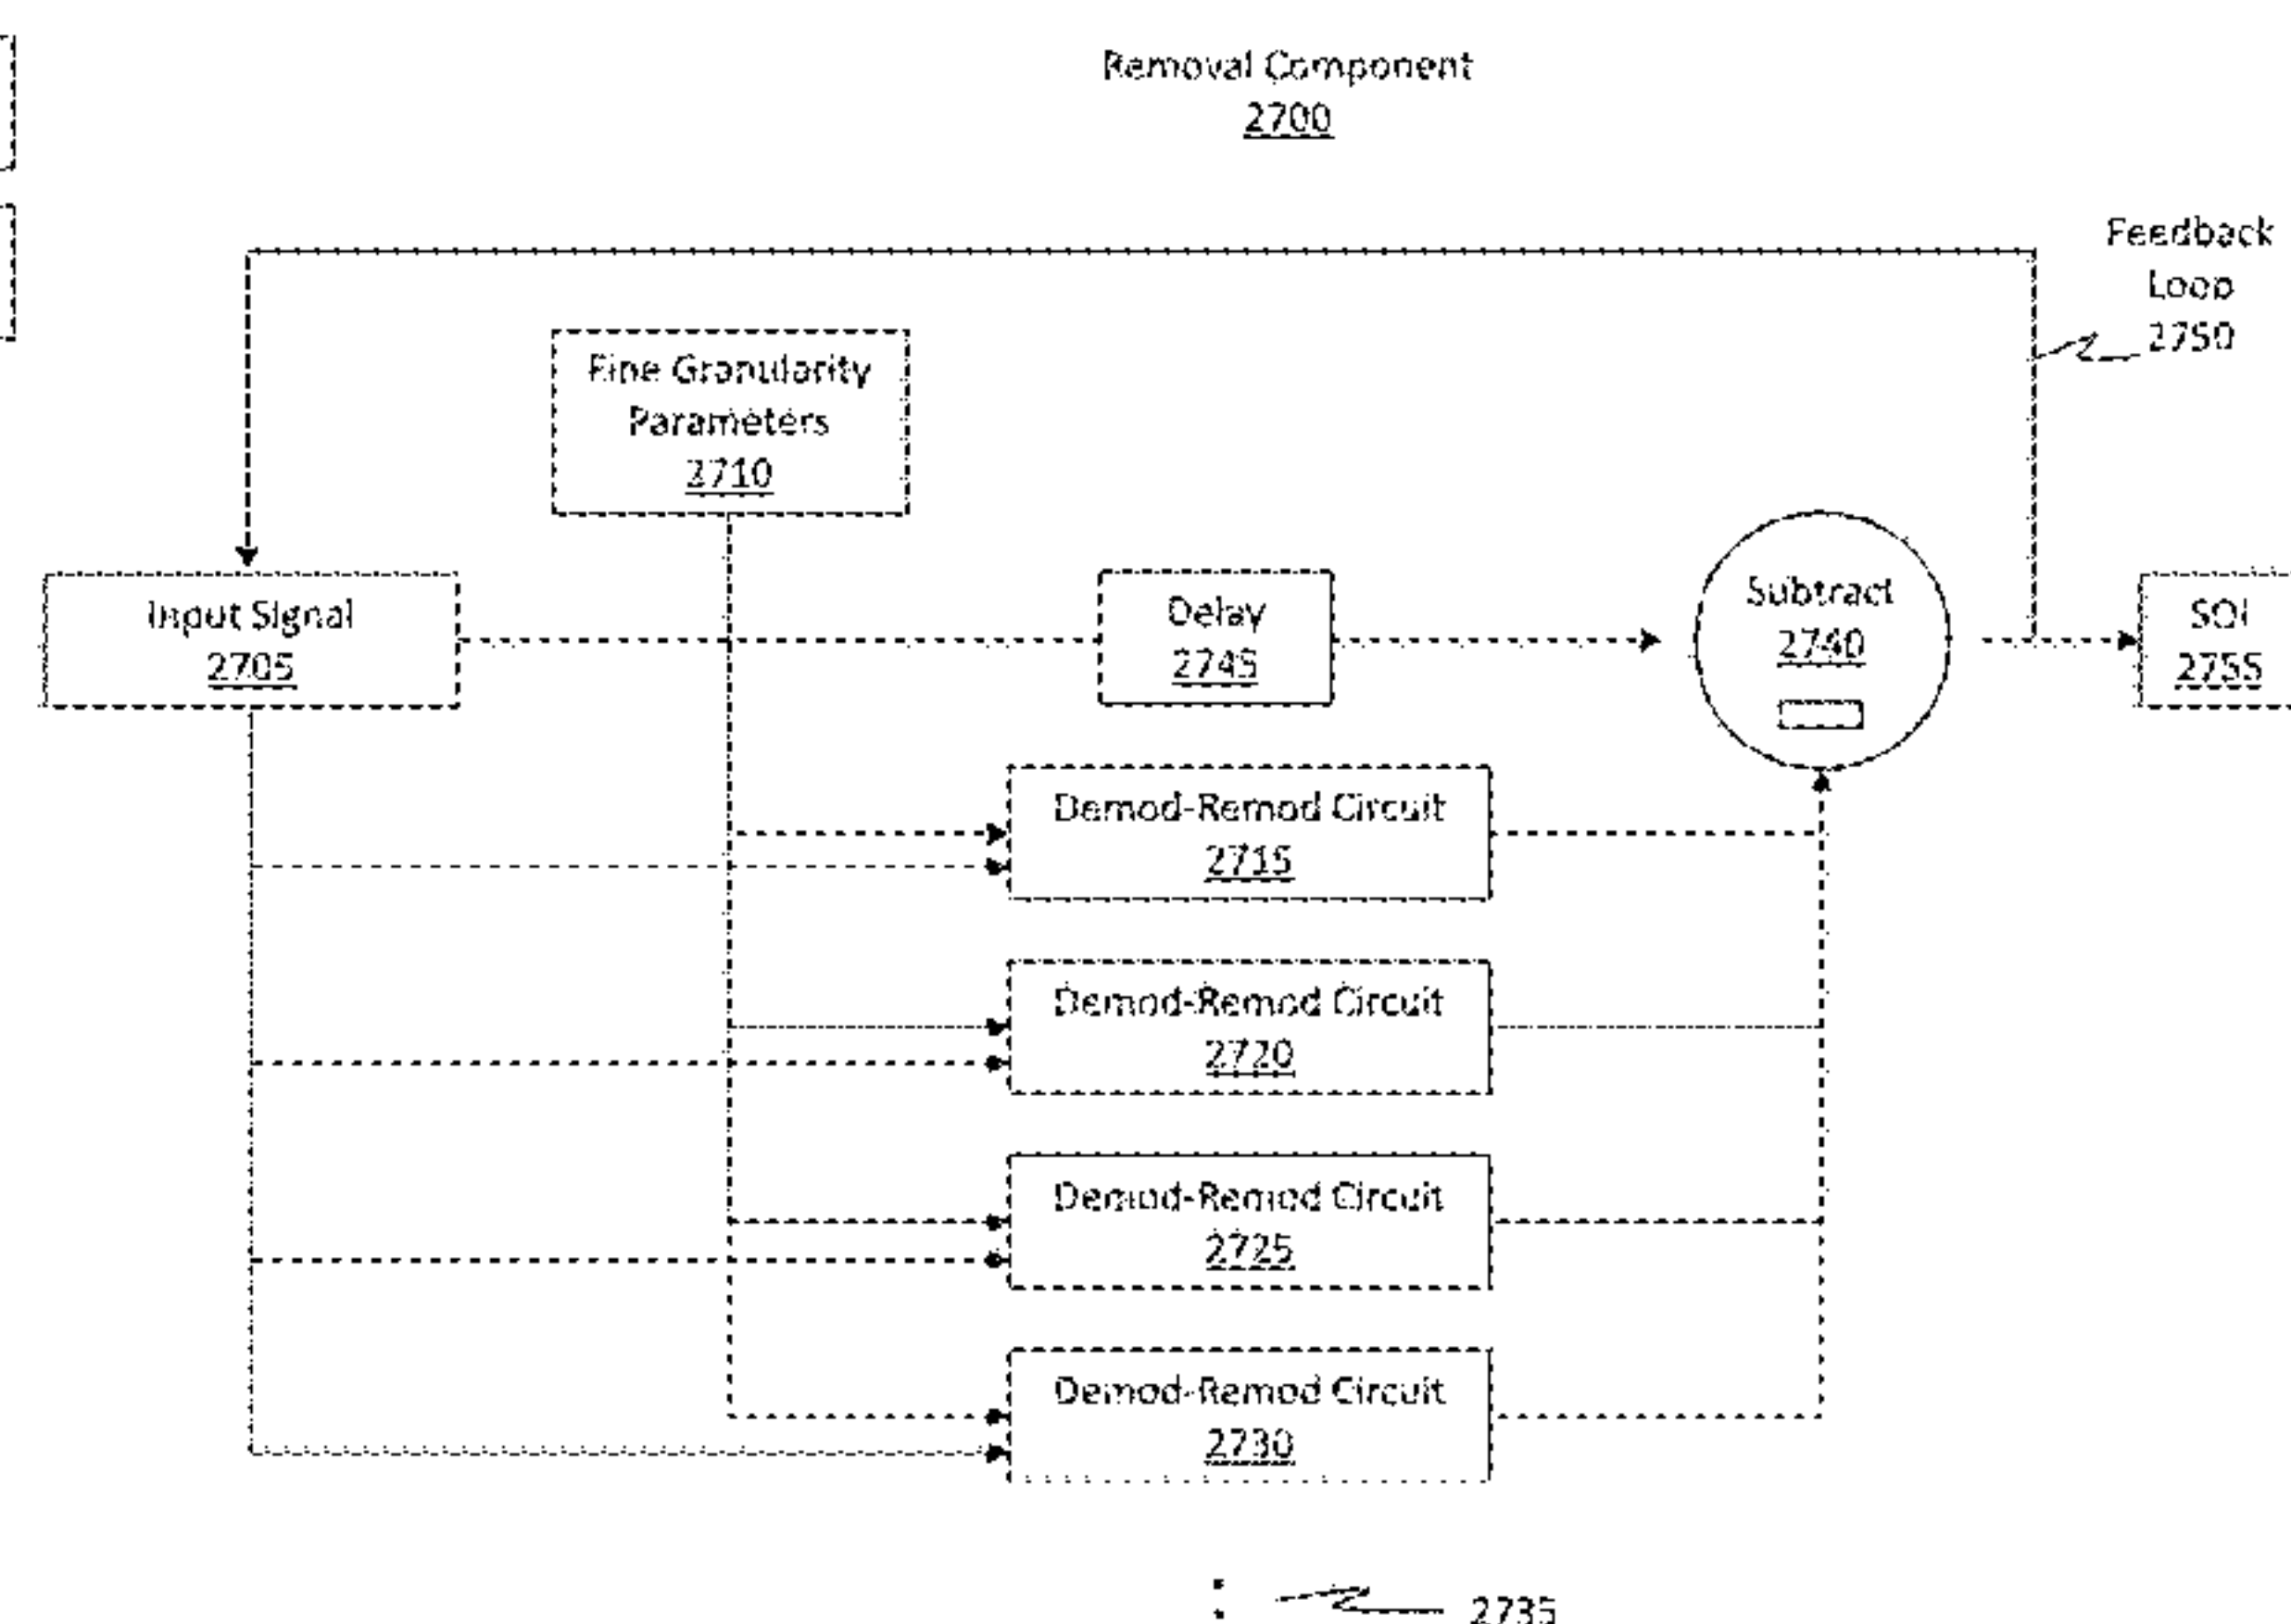 Removal Component
2700
Feedback
Loop
2750
Fine Granularity
Parameters
2710
Input Signal
2705
Delay
2745
Subtract
2740
SOI
2755
Demod-Remod Circuit
2715
Demod-Remod Circuit
2720
Demod-Remod Circuit
2725
Demod-Remod Circuit
2730
2735